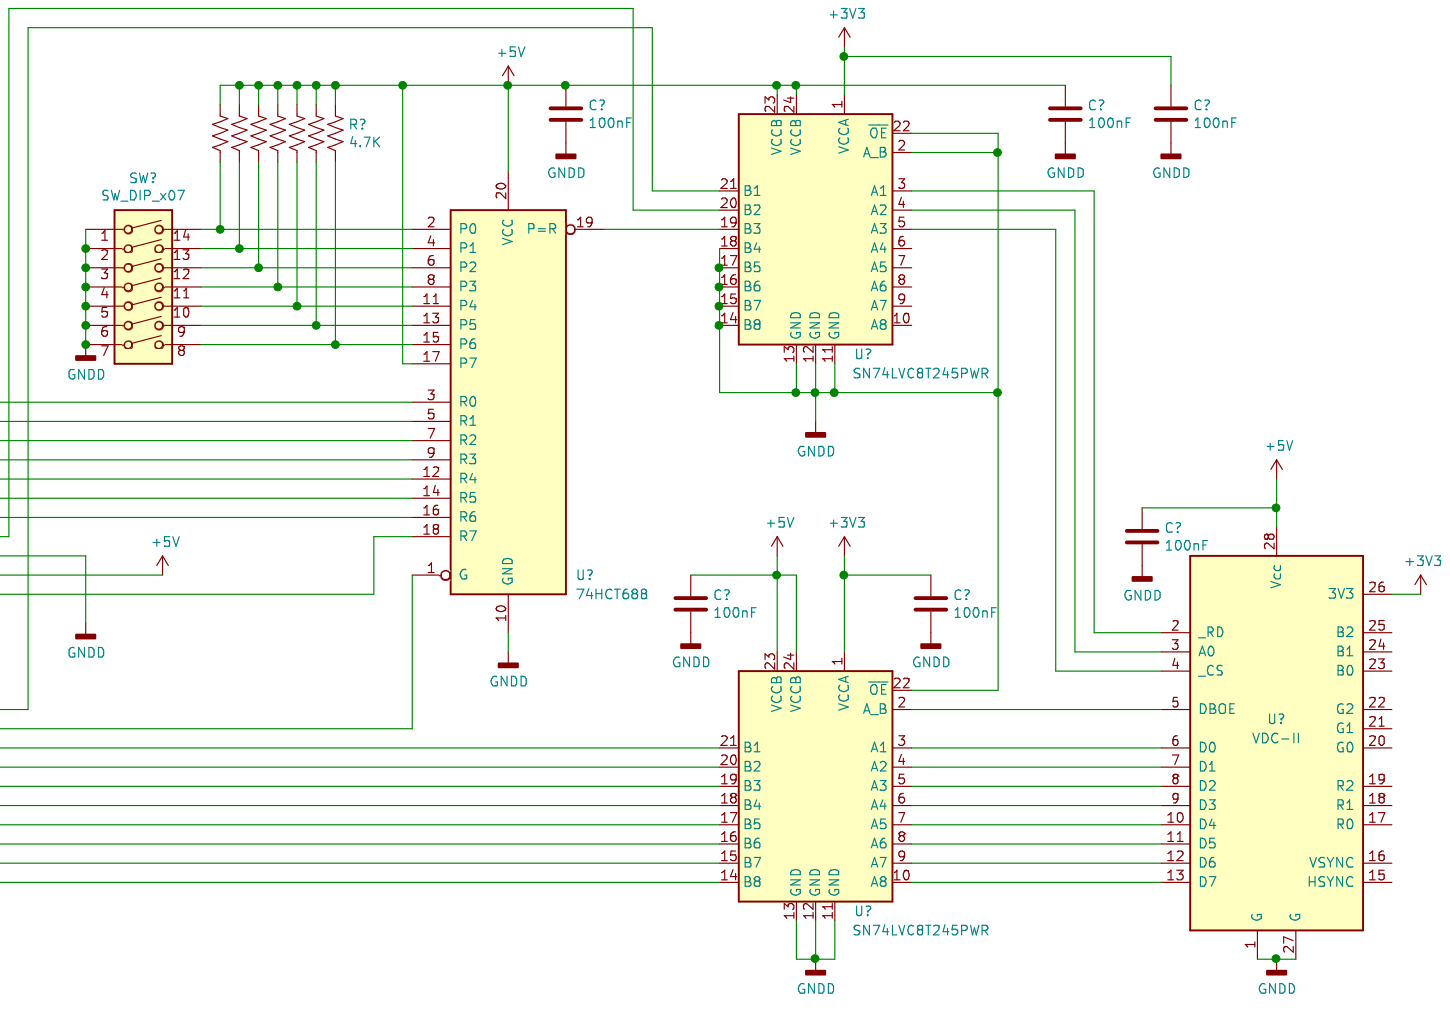 +3V3
+5V
C?
100nF
C?
100nF
C?
100nF
GNDD
GNDD
GNDD
R?
4.7K
SW?
SW_DIP_x07
1
2
3
4
5
6
7
14
13
12
11
10
9
8
GNDD
20
VCC
2 P0
4 P1
6 P2
8 P3
11 P4
13 P5
15 P6
17 P7
P=R 19
3 R0
5 R1
7 R2
9 R3
12 R4
14 R5
16 R6
18 R7
1 G
GND
10
U?
74HCT688
GNDD
+5V
GNDD
23 24 1
VCCB VCCB VCCA
OE 22
A_B 2
21 B1 A1 3
20 B2 A2 4
19 B3 A3 5
18 B4 A4 6
17 B5 A5 7
16 B6 A6 8
15 B7 A7 9
14 B8 A8 10
GND GND GND
13 12 11
U?
SN74LVC8T245PWR
GNDD
+5V
+3V3
C?
100nF
C?
100nF
GNDD
GNDD
23 24 1
VCCB VCCB VCCA
OE 22
A_B 2
21 B1 A1 3
20 B2 A2 4
19 B3 A3 5
18 B4 A4 6
17 B5 A5 7
16 B6 A6 8
15 B7 A7 9
14 B8 A8 10
GND GND GND
13 12 11
U?
SN74LVC8T245PWR
GNDD
+5V
C?
100nF
GNDD
28
Vcc
+3V3
3V3 26
2 _RD B2 25
3 A0 B1 24
4 _CS B0 23
5 DBOE G2 22
U?
VDC-II
G1 21
6 D0 G0 20
7 D1
8 D2 R2 19
9 D3 R1 18
10 D4 R0 17
11 D5
12 D6 VSYNC 16
13 D7 HSYNC 15
G G
1 27
GNDD